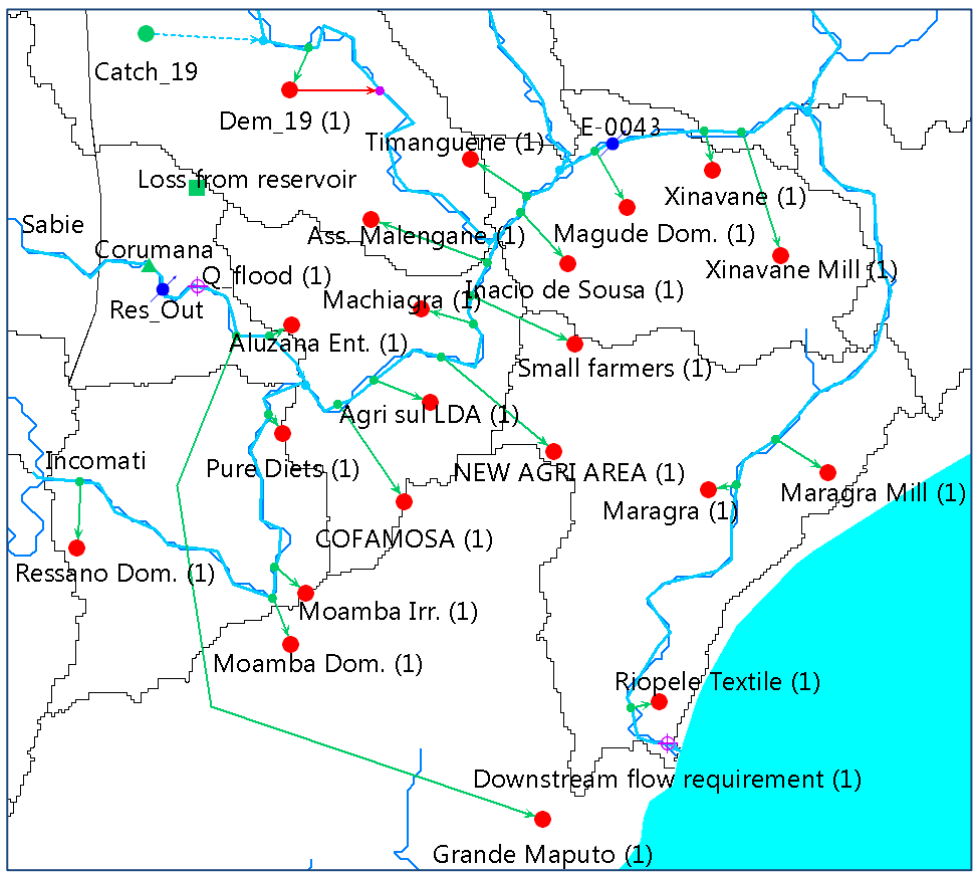 Catch_19
Dem_19 (1)
E-0043
Timanguene (1)
Loss from reservoir
Xinavane (1)
Sabie
Ass. Malengane (1)
Magude Dom. (1)
Corumana
Q_flood (1)
Xinavane Mill (1)
Inacio de Sousa (1)
Machiagra (1)
Res_Out
Aluzana Ent. (1)
Small farmers (1)
Agri sul LDA (1)
Incomati
Pure Diets (1)
NEW AGRI AREA (1)
Maragra Mill (1)
Maragra (1)
COFAMOSA (1)
Ressano Dom. (1)
Moamba Irr. (1)
Moamba Dom. (1)
Riopele Textile (1)
Downstream flow requirement (1)
Grande Maputo (1)